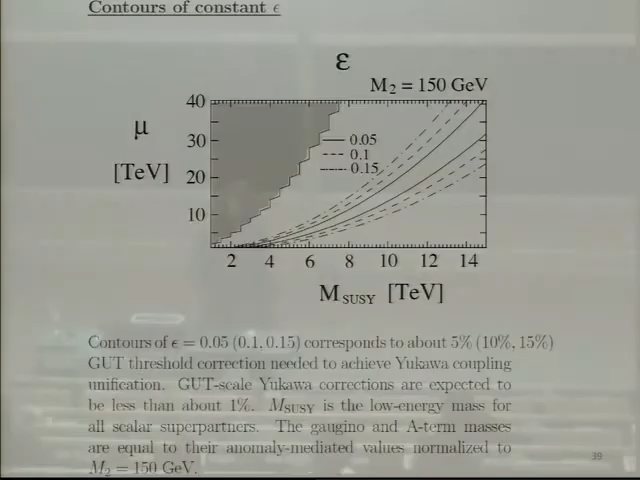 Contours of constant ϵ
ε
M₂ = 150 GeV
40
μ
30
0.05
0.1
[TeV]
20
0.15
10
2 4 6 8 10 12 14
M_SUSY [TeV]
Contours of ϵ = 0.05 (0.1, 0.15) corresponds to about 5% (10%, 15%)
GUT threshold correction needed to achieve Yukawa coupling
unification. GUT-scale Yukawa corrections are expected to
be less than about 1%. M_SUSY is the low-energy mass for
all scalar superpartners. The gaugino and A-term masses
are equal to their anomaly-mediated values normalized to
M₂ = 150 GeV.
39